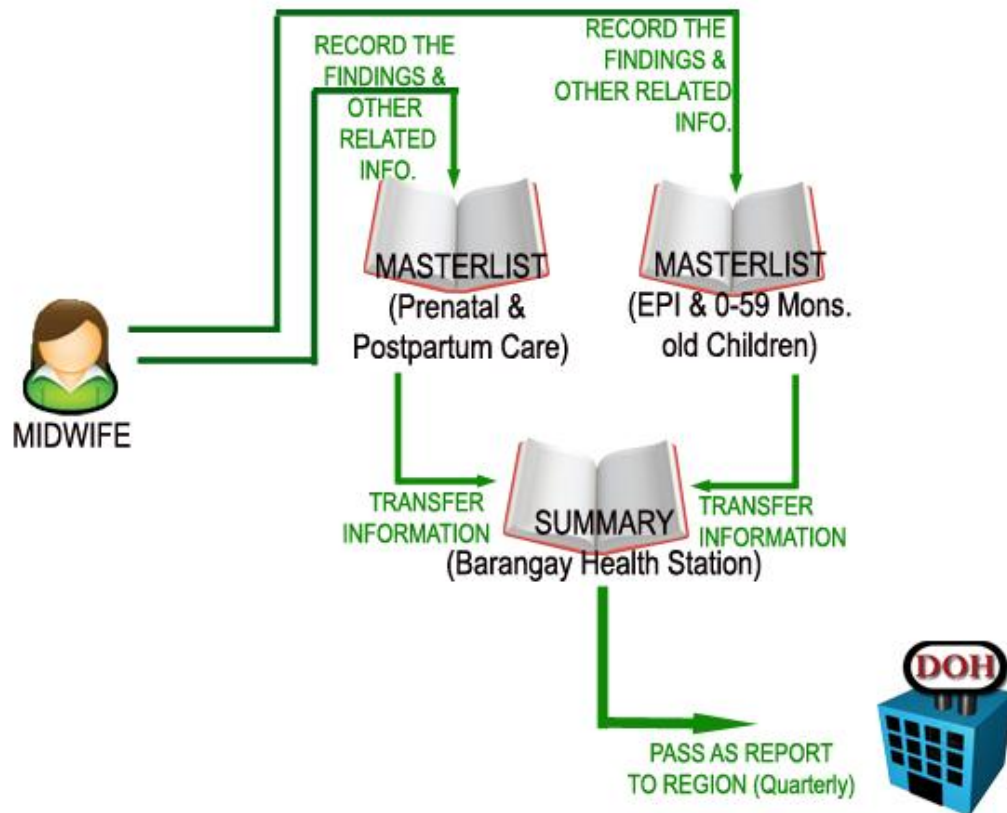 RECORD THE
FINDINGS &
OTHER
RELATED
INFO.
RECORD THE
FINDINGS &
OTHER RELATED
INFO.
MASTERLIST
(Prenatal &
Postpartum Care)
MASTERLIST
(EPI & 0-59 Mons.
old Children)
MIDWIFE
TRANSFER
INFORMATION
SUMMARY
(Barangay Health Station)
TRANSFER
INFORMATION
DOH
PASS AS REPORT
TO REGION (Quarterly)